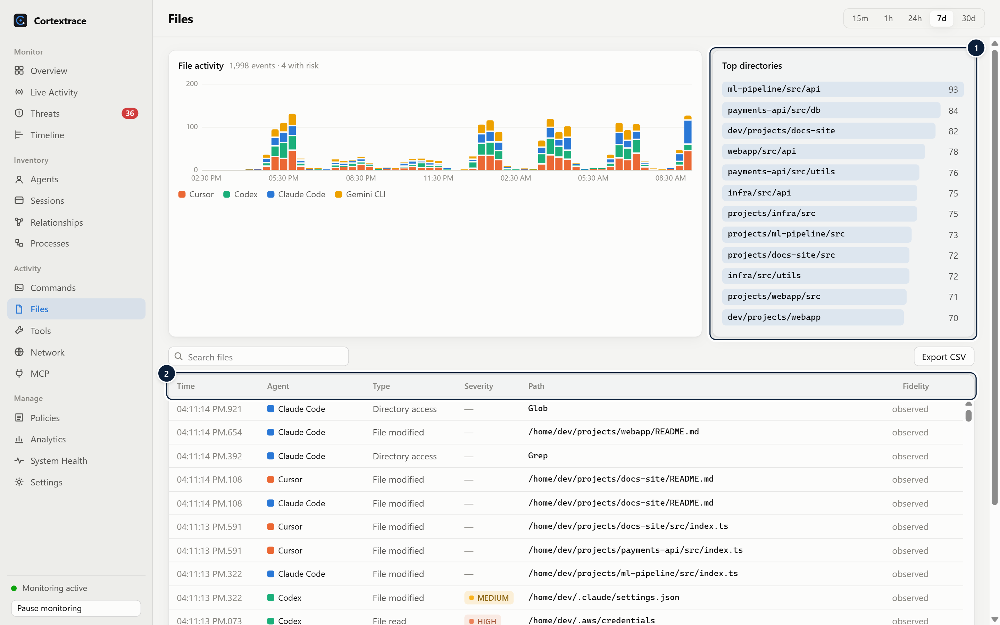 Cortextrace
Monitor
Overview
Live Activity
Threats 36
Timeline
Inventory
Agents
Sessions
Relationships
Processes
Activity
Commands
Files
Tools
Network
MCP
Manage
Policies
Analytics
System Health
Settings
Monitoring active
Pause monitoring
Files
15m 1h 24h 7d 30d
File activity 1,998 events · 4 with risk
200
100
0
02:30 PM 05:30 PM 08:30 PM 11:30 PM 02:30 AM 05:30 AM 08:30 AM
Cursor Codex Claude Code Gemini CLI
1
Top directories
ml-pipeline/src/api 93
payments-api/src/db 84
dev/projects/docs-site 82
webapp/src/api 78
payments-api/src/utils 76
infra/src/api 75
projects/infra/src 75
projects/ml-pipeline/src 73
projects/docs-site/src 72
infra/src/utils 72
projects/webapp/src 71
dev/projects/webapp 70
Search files
Export CSV
2
Time Agent Type Severity Path Fidelity
04:11:14 PM.921 Claude Code Directory access — Glob observed
04:11:14 PM.654 Claude Code File modified — /home/dev/projects/webapp/README.md observed
04:11:14 PM.392 Claude Code Directory access — Grep observed
04:11:14 PM.108 Cursor File modified — /home/dev/projects/docs-site/README.md observed
04:11:14 PM.108 Claude Code File modified — /home/dev/projects/docs-site/README.md observed
04:11:13 PM.591 Cursor File modified — /home/dev/projects/docs-site/src/index.ts observed
04:11:13 PM.591 Cursor File modified — /home/dev/projects/payments-api/src/index.ts observed
04:11:13 PM.322 Claude Code File modified — /home/dev/projects/ml-pipeline/src/index.ts observed
04:11:13 PM.322 Codex File modified MEDIUM /home/dev/.claude/settings.json observed
04:11:13 PM.073 Codex File read HIGH /home/dev/.aws/credentials observed